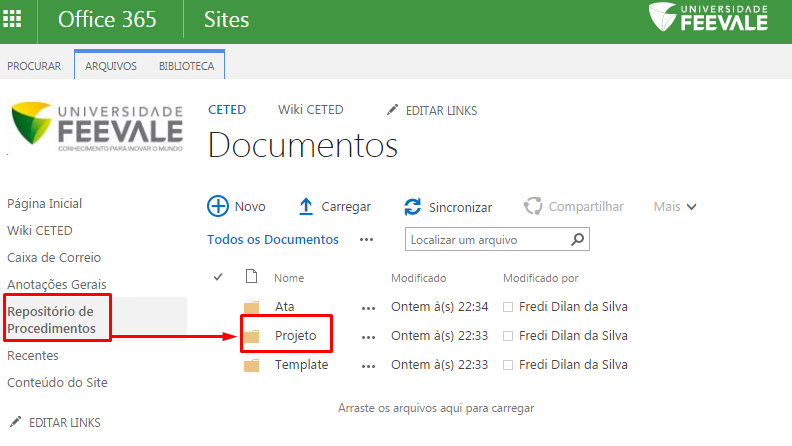 Office 365
Sites
UNIVERSIDADE
FEEVALE
PROCURAR
ARQUIVOS
BIBLIOTECA
UNIVERSIDADE
FEEVALE
CONHECIMENTO PARA INOVAR O MUNDO
CETED
Wiki CETED
EDITAR LINKS
Documentos
Página Inicial
Wiki CETED
Caixa de Correio
Anotações Gerais
Repositório de
Procedimentos
Recentes
Conteúdo do Site
EDITAR LINKS
Novo
Carregar
Sincronizar
Compartilhar
Mais
Todos os Documentos
Localizar um arquivo
Nome
Modificado
Modificado por
Ata
Ontem à(s) 22:34
Fredi Dilan da Silva
Projeto
Ontem à(s) 22:33
Fredi Dilan da Silva
Template
Ontem à(s) 22:33
Fredi Dilan da Silva
Arraste os arquivos aqui para carregar